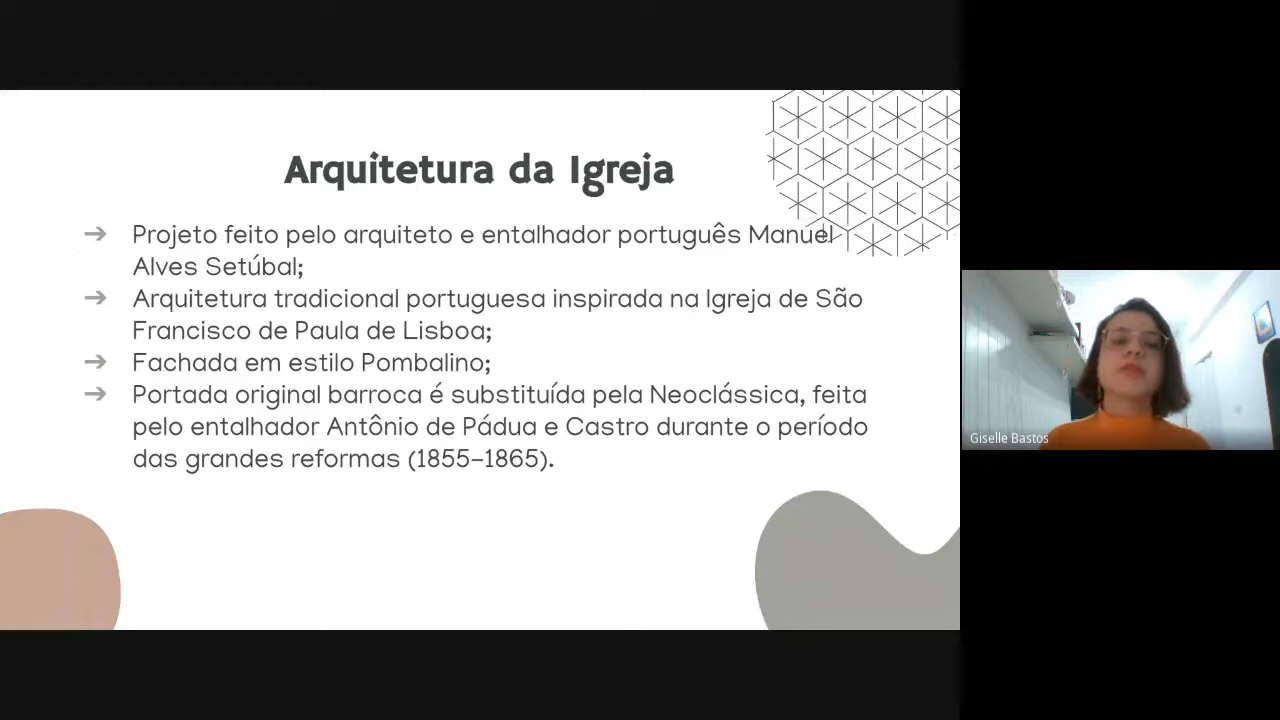 Arquitetura da Igreja
➔ Projeto feito pelo arquiteto e entalhador português Manuel
Alves Setúbal;
➔ Arquitetura tradicional portuguesa inspirada na Igreja de São
Francisco de Paula de Lisboa;
➔ Fachada em estilo Pombalino;
➔ Portada original barroca é substituída pela Neoclássica, feita
pelo entalhador Antônio de Pádua e Castro durante o período
das grandes reformas (1855–1865).
Giselle Bastos